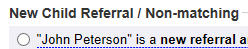 New Child Referral / Non-matching
"John Peterson" is a new referral a